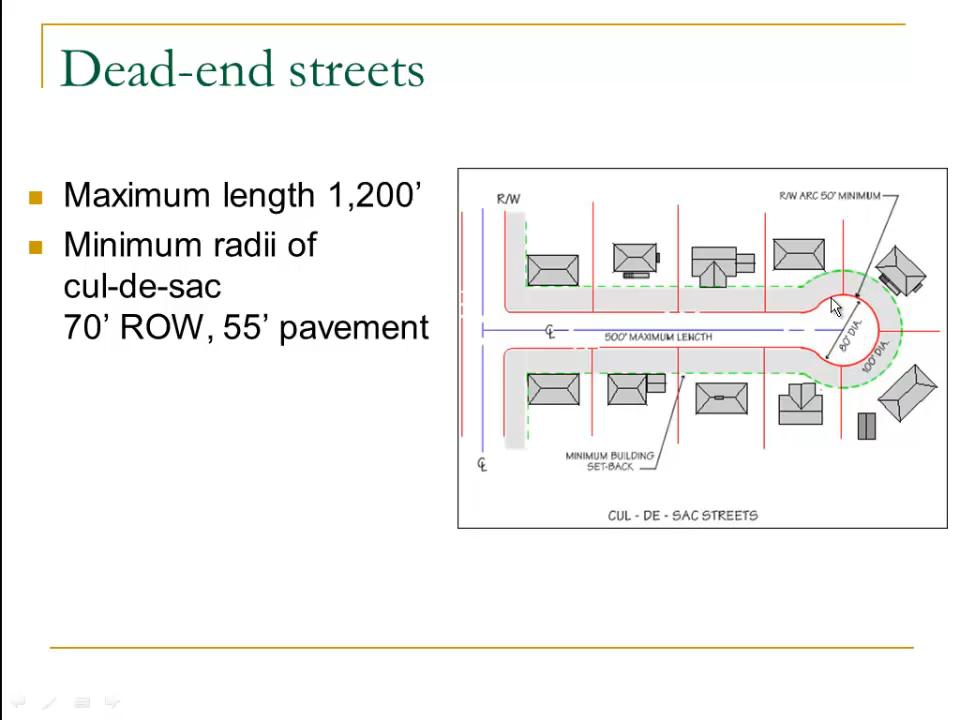 Dead-end streets
Maximum length 1,200’
Minimum radii of
cul-de-sac
70’ ROW, 55’ pavement
R/W
R/W ARC 50' MINIMUM
℄
500' MAXIMUM LENGTH
80' DIA.
100' DIA.
MINIMUM BUILDING
SET-BACK
℄
CUL - DE - SAC STREETS